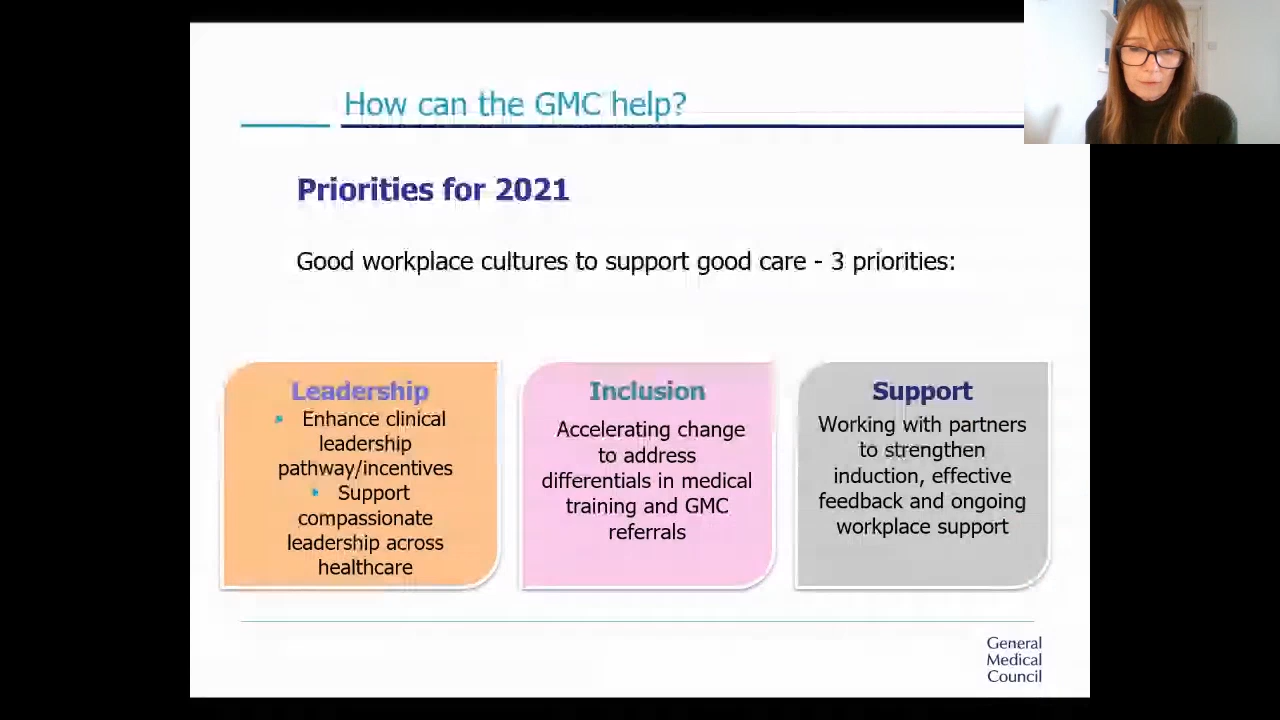 How can the GMC help?
Priorities for 2021
Good workplace cultures to support good care - 3 priorities:
Leadership
• Enhance clinical
leadership
pathway/incentives
• Support
compassionate
leadership across
healthcare
Inclusion
Accelerating change
to address
differentials in medical
training and GMC
referrals
Support
Working with partners
to strengthen
induction, effective
feedback and ongoing
workplace support
General
Medical
Council